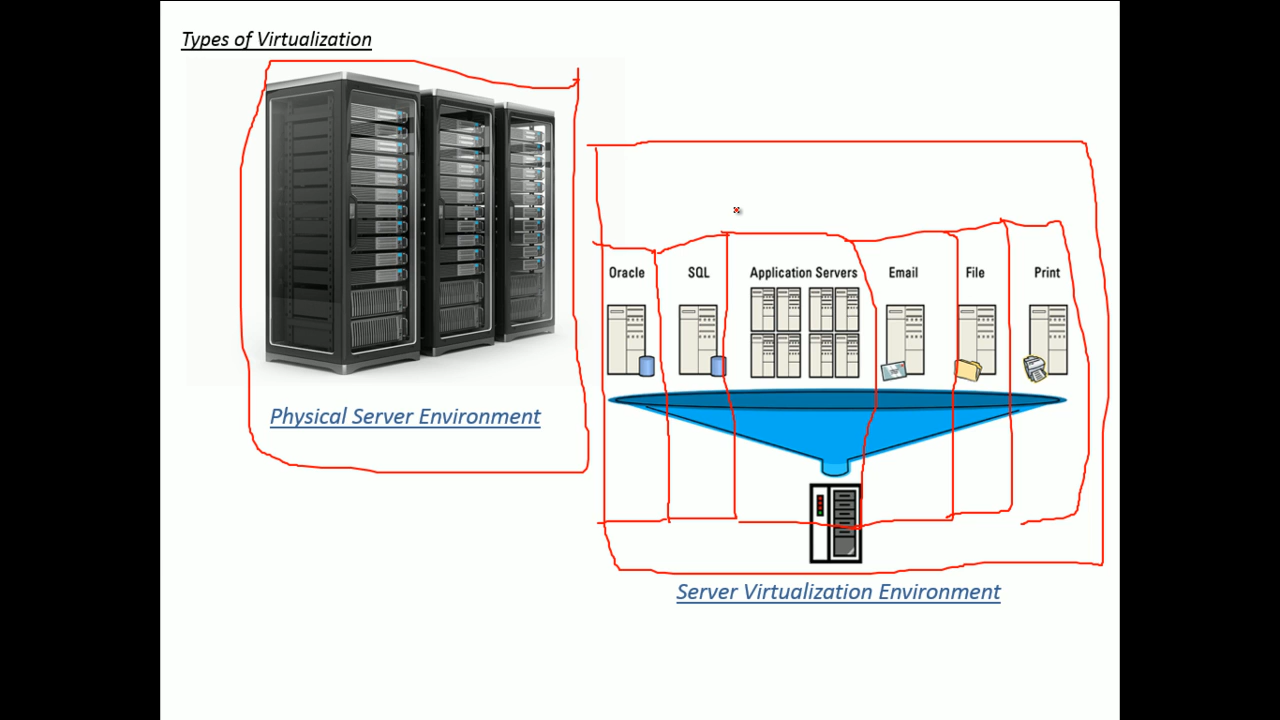 Types of Virtualization
Oracle
SQL
Application Servers
Email
File
Print
Physical Server Environment
Server Virtualization Environment